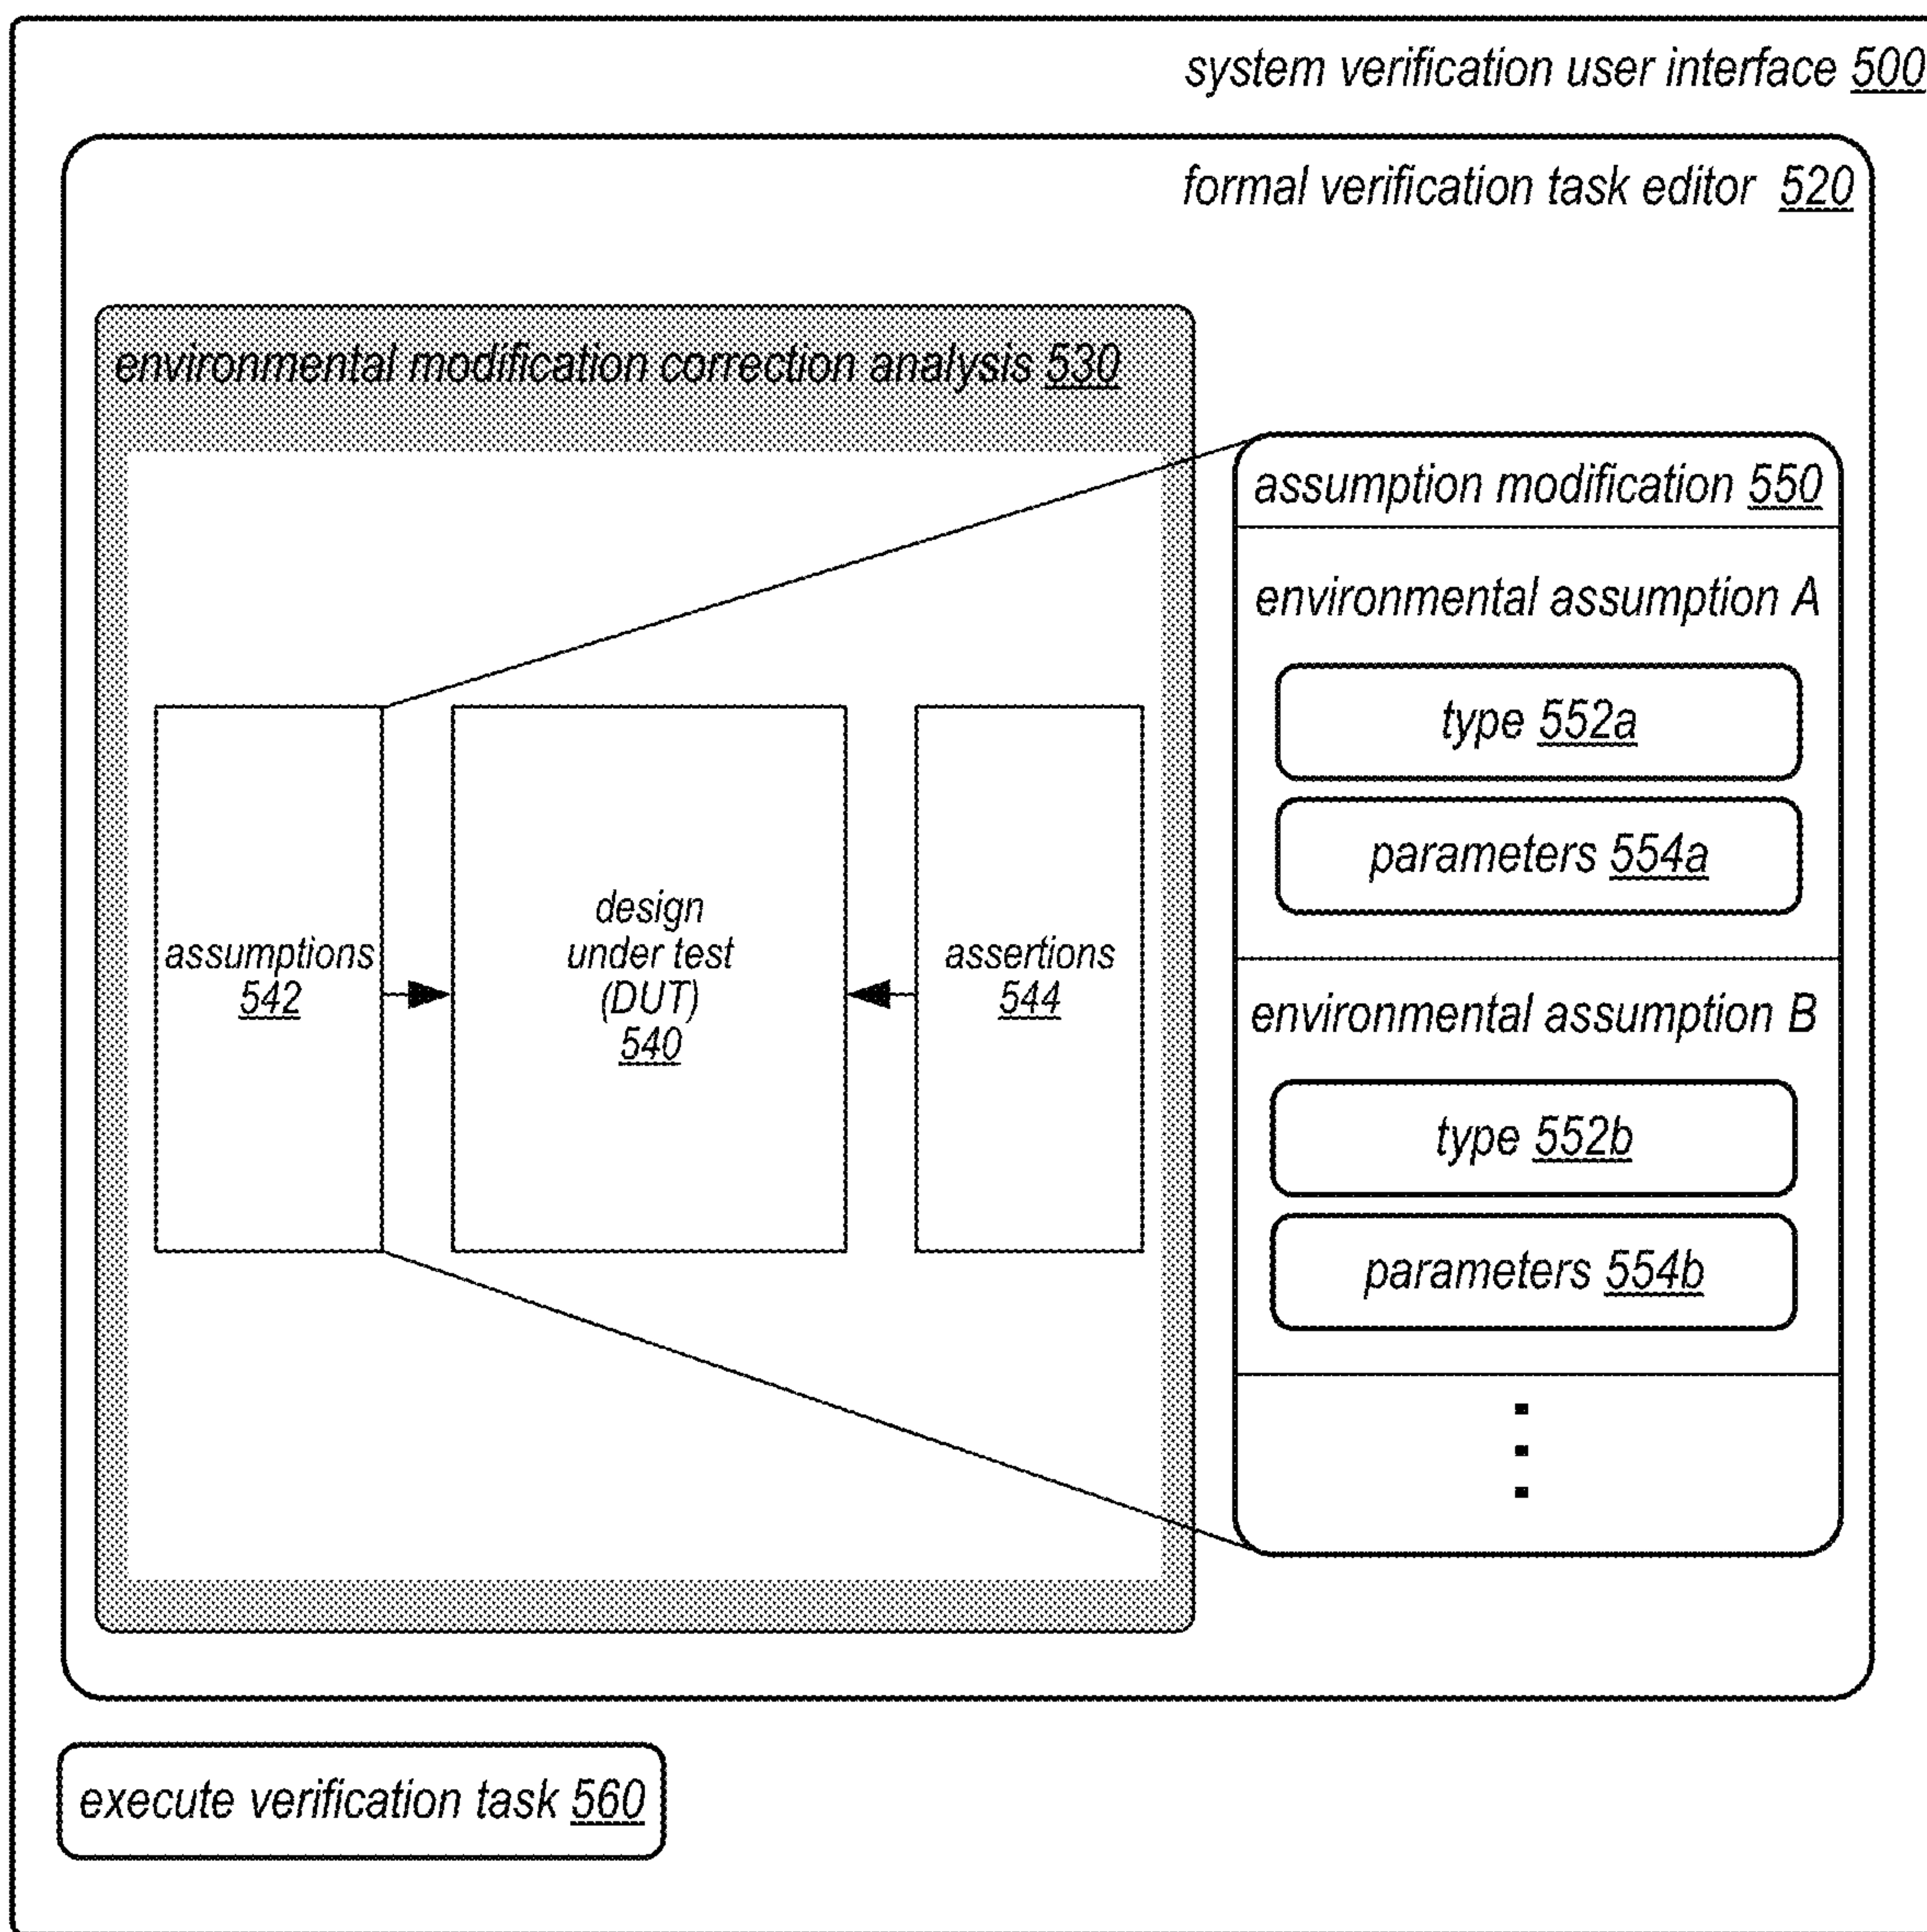 system verification user interface 500
formal verification task editor 520
environmental modification correction analysis 530
assumptions
542
design
under test
(DUT)
540
assertions
544
assumption modification 550
environmental assumption A
type 552a
parameters 554a
environmental assumption B
type 552b
parameters 554b
execute verification task 560